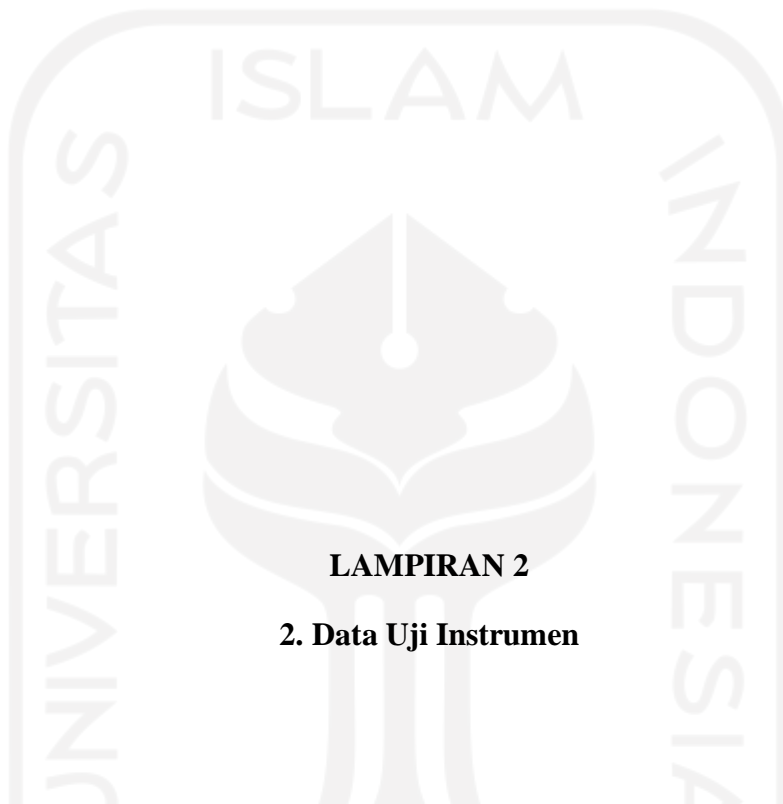 ISLAM
UNIVERSITAS
INDONESIA
LAMPIRAN 2
2. Data Uji Instrumen